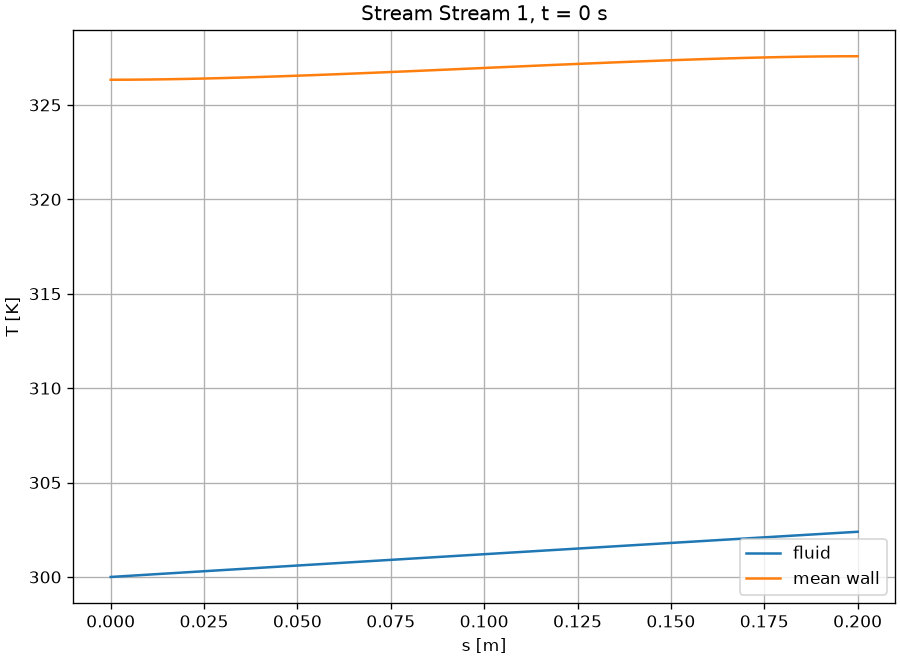 Stream Stream 1, t = 0 s
T [K]
325
320
315
310
305
300
fluid
mean wall
0.000 0.025 0.050 0.075 0.100 0.125 0.150 0.175 0.200
s [m]